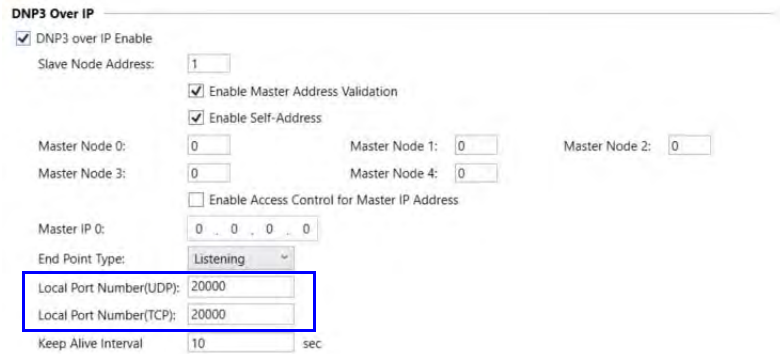 DNP3 Over IP
DNP3 over IP Enable
Slave Node Address: 1
Enable Master Address Validation
Enable Self-Address
Master Node 0: 0 Master Node 1: 0 Master Node 2: 0
Master Node 3: 0 Master Node 4: 0
Enable Access Control for Master IP Address
Master IP 0: 0 . 0 . 0 . 0
End Point Type: Listening
Local Port Number(UDP): 20000
Local Port Number(TCP): 20000
Keep Alive Interval 10 sec